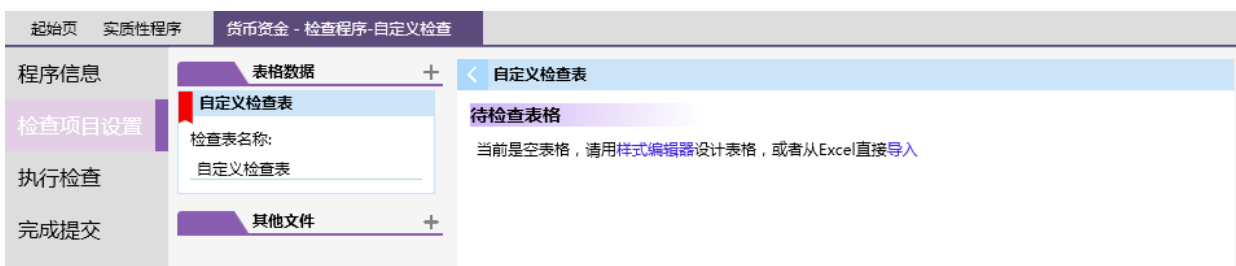 起始页 实质性程序 货币资金 - 检查程序-自定义检查
程序信息
检查项目设置
执行检查
完成提交
表格数据 +
自定义检查表
检查表名称:
自定义检查表
其他文件 +
自定义检查表
待检查表格
当前是空表格，请用样式编辑器设计表格，或者从Excel直接导入